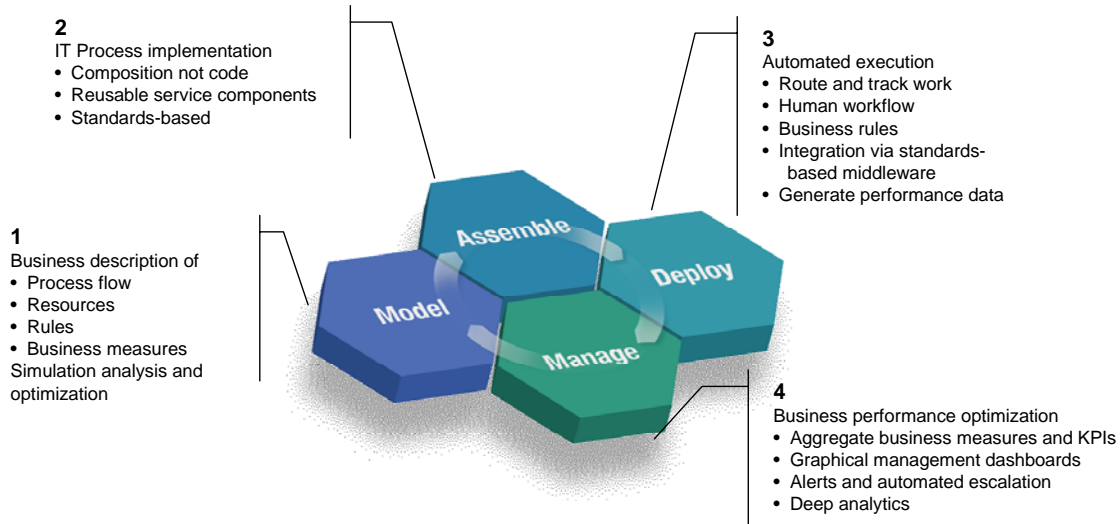 1
Business description of
• Process flow
• Resources
• Rules
• Business measures
Simulation analysis and
optimization
2
IT Process implementation
• Composition not code
• Reusable service components
• Standards-based
3
Automated execution
• Route and track work
• Human workflow
• Business rules
• Integration via standards-
based middleware
• Generate performance data
4
Business performance optimization
• Aggregate business measures and KPIs
• Graphical management dashboards
• Alerts and automated escalation
• Deep analytics
Model
Assemble
Deploy
Manage